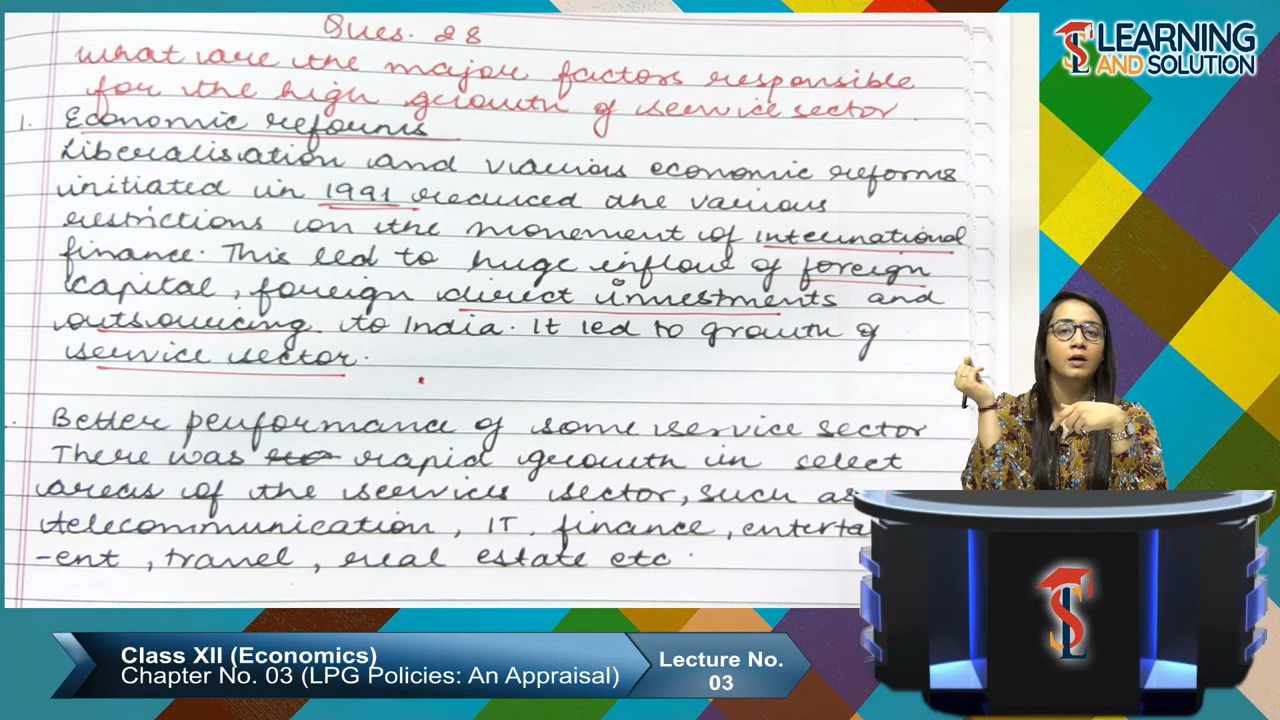 Ques. 28
What are the major factors responsible
for the high growth of service sector
1. Economic reforms
Liberalisation and various economic reforms
initiated in 1991 reduced the various
restrictions on the movement of international
finance. This led to huge inflow of foreign
capital, foreign direct investments and
outsourcing to India. It led to growth of
service sector.
Better performance of some service sector
There was rapid growth in select
areas of the services sector, such as
telecommunication, IT, finance, enterta
-ent, travel, real estate etc.
LEARNING
AND SOLUTION
SL
Class XII (Economics)
Chapter No. 03 (LPG Policies: An Appraisal)
Lecture No.
03